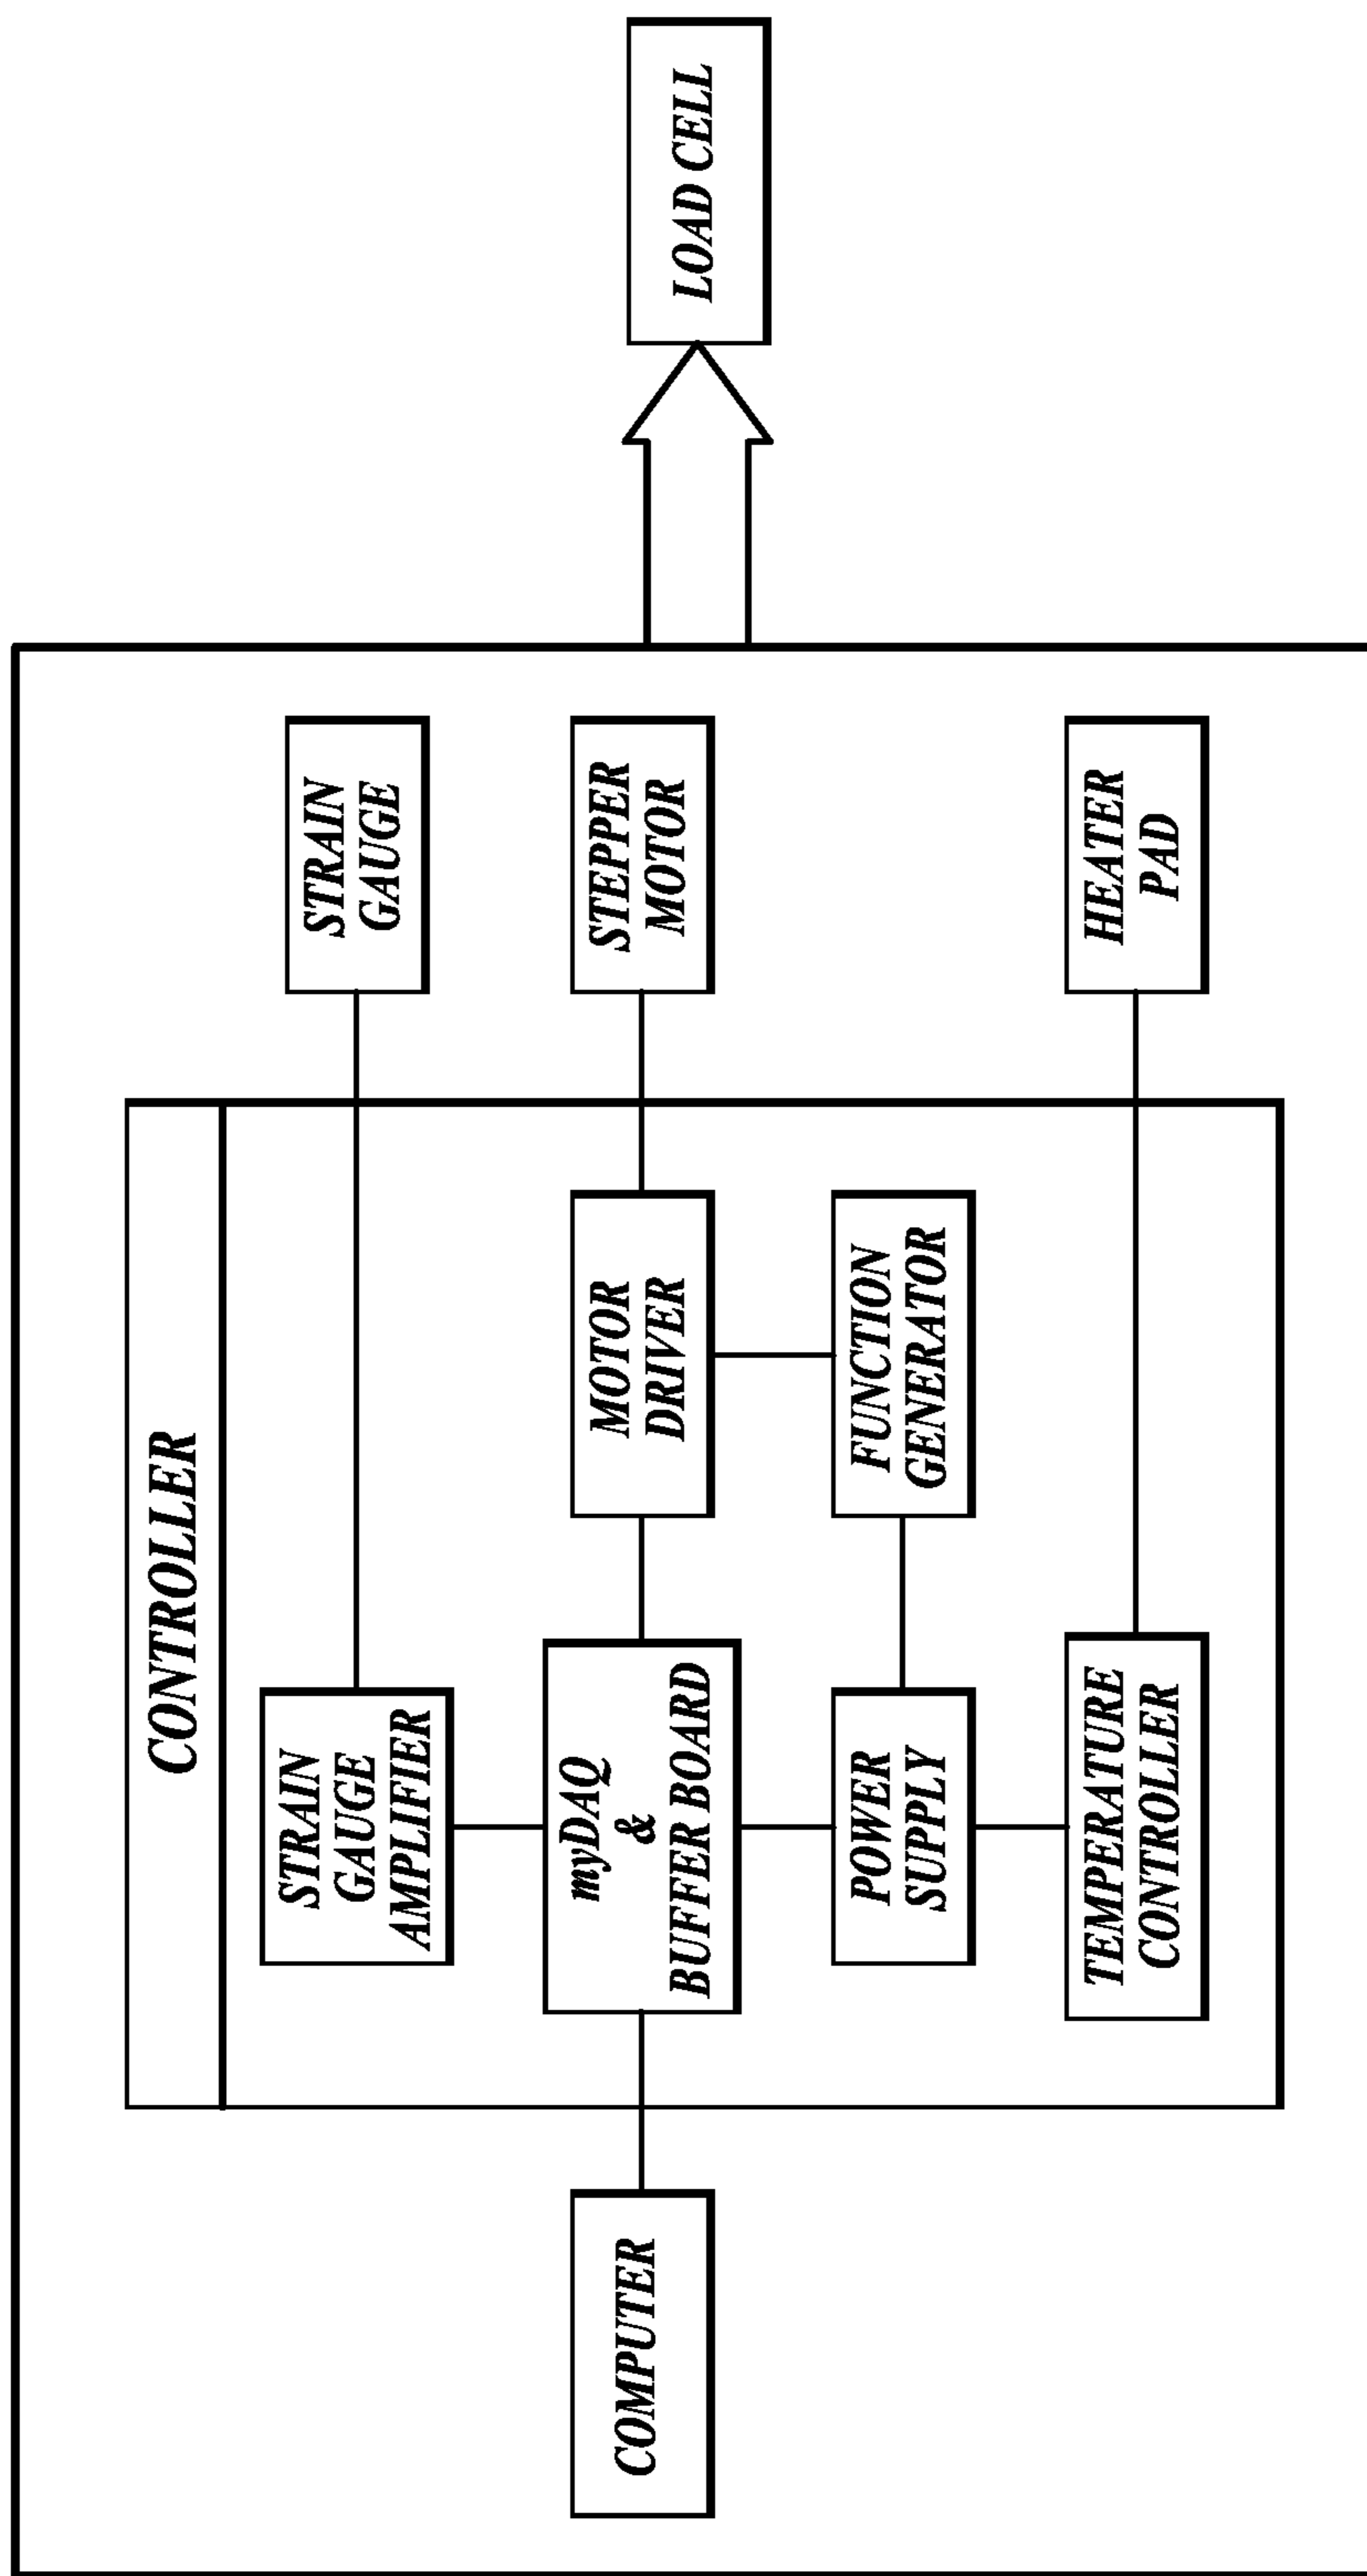 CONTROLLER
STRAIN
GAUGE
AMPLIFIER
STRAIN
GAUGE
COMPUTER
myDAQ
&
BUFFER BOARD
MOTOR
DRIVER
STEPPER
MOTOR
LOAD CELL
POWER
SUPPLY
FUNCTION
GENERATOR
TEMPERATURE
CONTROLLER
HEATER
PAD